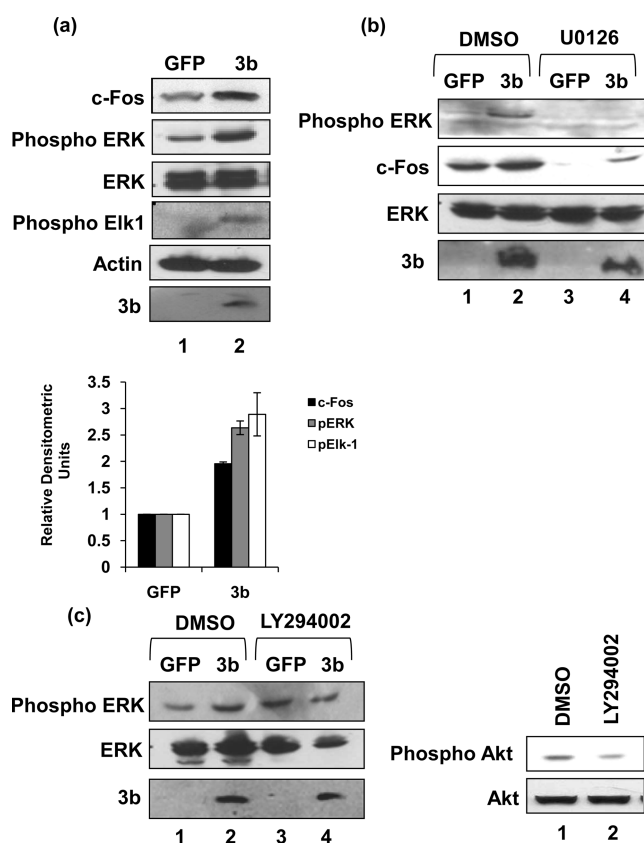 (a)
GFP 3b
c-Fos
Phospho ERK
ERK
Phospho Elk1
Actin
3b
1 2
(b)
DMSO U0126
GFP 3b GFP 3b
Phospho ERK
c-Fos
ERK
3b
1 2 3 4
Relative Densitometric
Units
3.5
3
2.5
2
1.5
1
0.5
0
GFP 3b
c-Fos
pERK
pElk-1
(c)
DMSO LY294002
GFP 3b GFP 3b
Phospho ERK
ERK
3b
1 2 3 4
DMSO
LY294002
Phospho Akt
Akt
1 2